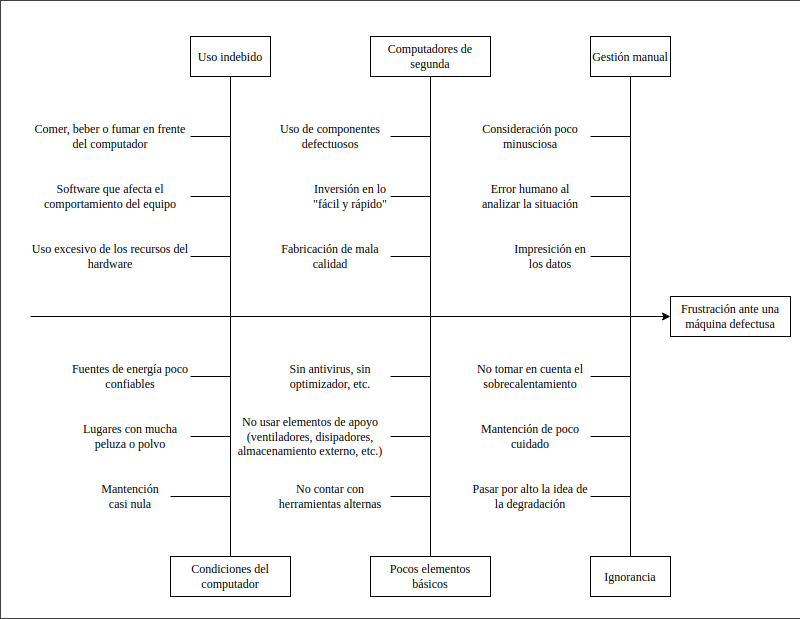 Uso indebido
Computadores de
segunda
Gestión manual
Comer, beber o fumar en frente
del computador
Uso de componentes
defectuosos
Consideración poco
minusciosa
Software que afecta el
comportamiento del equipo
Inversión en lo
"fácil y rápido"
Error humano al
analizar la situación
Uso excesivo de los recursos del
hardware
Fabricación de mala
calidad
Impresición en
los datos
Frustración ante una
máquina defectusa
Fuentes de energía poco
confiables
Sin antivirus, sin
optimizador, etc.
No tomar en cuenta el
sobrecalentamiento
Lugares con mucha
peluza o polvo
No usar elementos de apoyo
(ventiladores, disipadores,
almacenamiento externo, etc.)
Mantención de poco
cuidado
Mantención
casi nula
No contar con
herramientas alternas
Pasar por alto la idea de
la degradación
Condiciones del
computador
Pocos elementos
básicos
Ignorancia